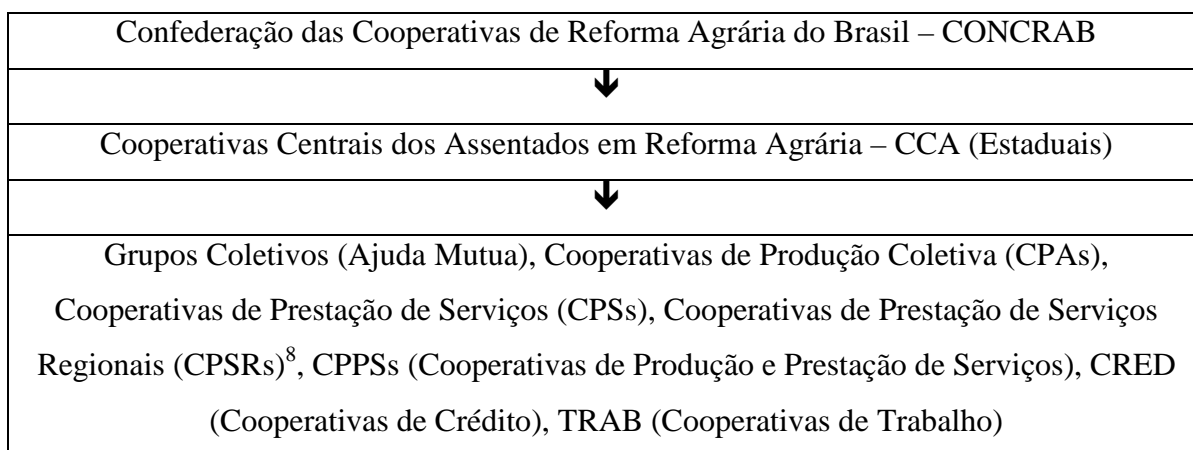 Confederação das Cooperativas de Reforma Agrária do Brasil – CONCRAB
Cooperativas Centrais dos Assentados em Reforma Agrária – CCA (Estaduais)
Grupos Coletivos (Ajuda Mutua), Cooperativas de Produção Coletiva (CPAs),
Cooperativas de Prestação de Serviços (CPSs), Cooperativas de Prestação de Serviços
Regionais (CPSRs)⁸, CPPSs (Cooperativas de Produção e Prestação de Serviços), CRED
(Cooperativas de Crédito), TRAB (Cooperativas de Trabalho)